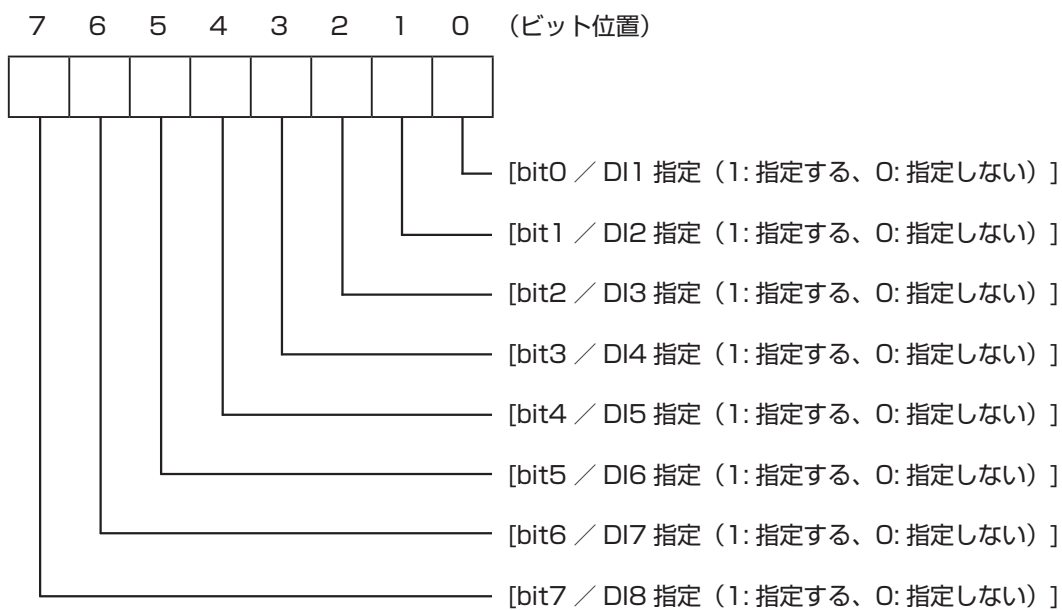 7 6 5 4 3 2 1 0 （ビット位置）
[bit0 ／ DI1 指定（1: 指定する、0: 指定しない）]
[bit1 ／ DI2 指定（1: 指定する、0: 指定しない）]
[bit2 ／ DI3 指定（1: 指定する、0: 指定しない）]
[bit3 ／ DI4 指定（1: 指定する、0: 指定しない）]
[bit4 ／ DI5 指定（1: 指定する、0: 指定しない）]
[bit5 ／ DI6 指定（1: 指定する、0: 指定しない）]
[bit6 ／ DI7 指定（1: 指定する、0: 指定しない）]
[bit7 ／ DI8 指定（1: 指定する、0: 指定しない）]